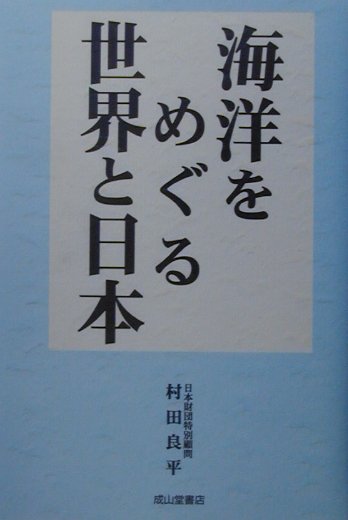 海洋を
めぐる
世界と日本
日本財団特別顧問
村田良平
成山堂書店